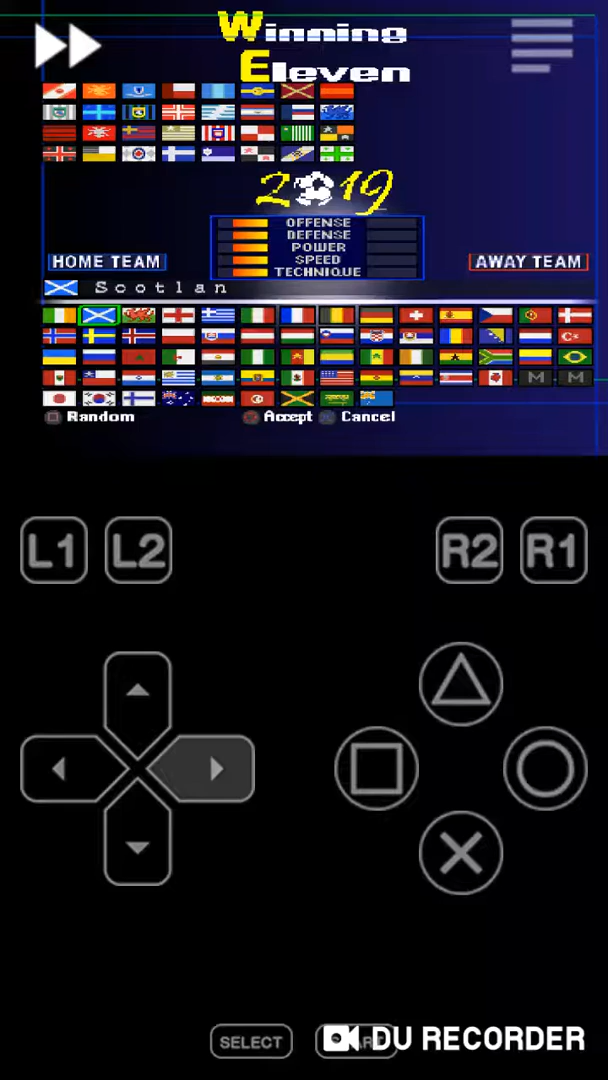 Winning
Eleven
2019
OFFENSE
DEFENSE
POWER
SPEED
TECHNIQUE
HOME TEAM
AWAY TEAM
Scotlan
M M
Random Accept Cancel
L1 L2 R2 R1
SELECT
DU RECORDER